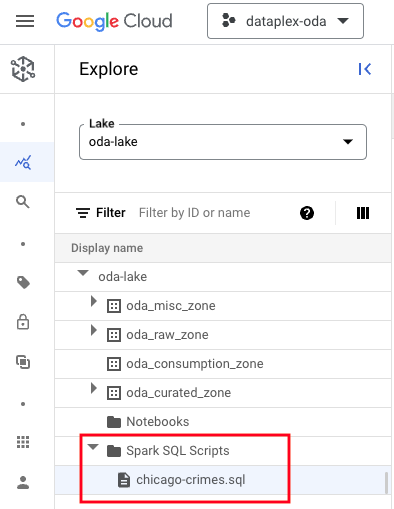 Google Cloud
dataplex-oda
Explore
Lake
oda-lake
Filter Filter by ID or name
Display name
oda-lake
oda_misc_zone
oda_raw_zone
oda_consumption_zone
oda_curated_zone
Notebooks
Spark SQL Scripts
chicago-crimes.sql